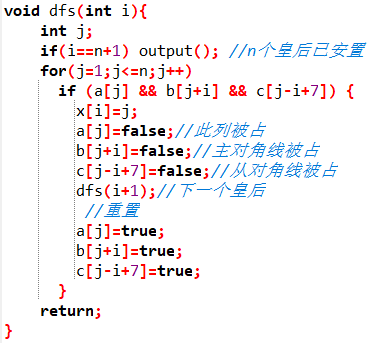 void dfs(int i){
int j;
if(i==n+1) output(); //n个皇后已安置
for(j=1;j<=n;j++)
if (a[j] && b[j+i] && c[j-i+7]) {
x[i]=j;
a[j]=false;//此列被占
b[j+i]=false;//主对角线被占
c[j-i+7]=false;//从对角线被占
dfs(i+1);//下一个皇后
//重置
a[j]=true;
b[j+i]=true;
c[j-i+7]=true;
}
return;
}